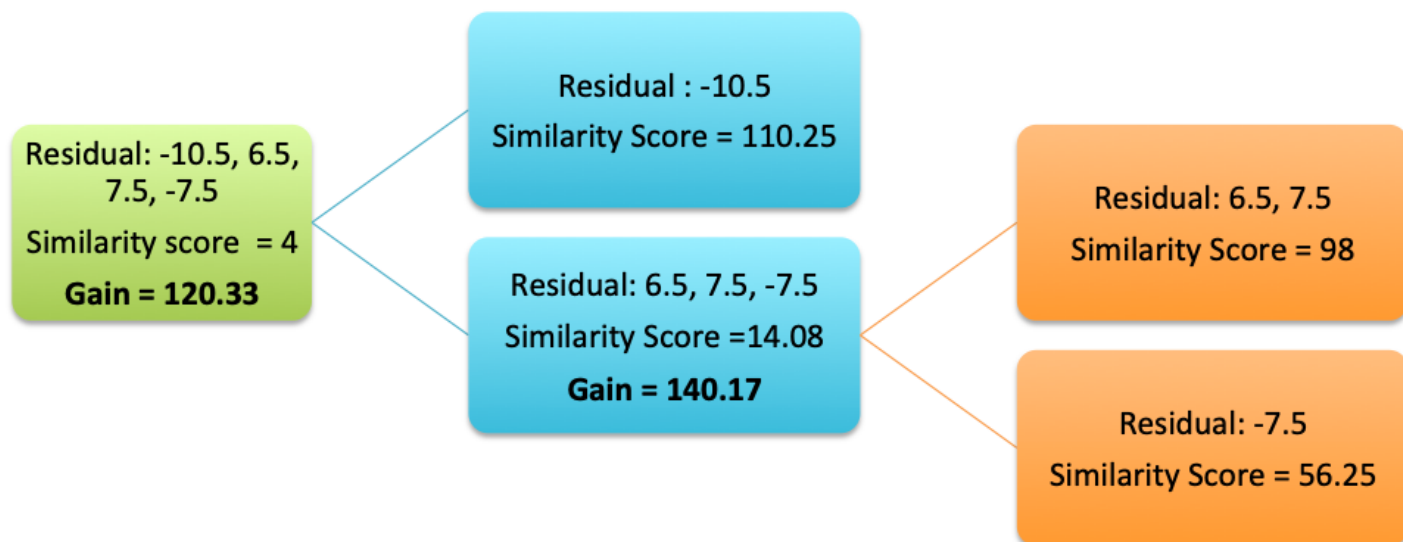 Residual: -10.5, 6.5,
7.5, -7.5
Similarity score = 4
Gain = 120.33
Residual : -10.5
Similarity Score = 110.25
Residual: 6.5, 7.5, -7.5
Similarity Score =14.08
Gain = 140.17
Residual: 6.5, 7.5
Similarity Score = 98
Residual: -7.5
Similarity Score = 56.25